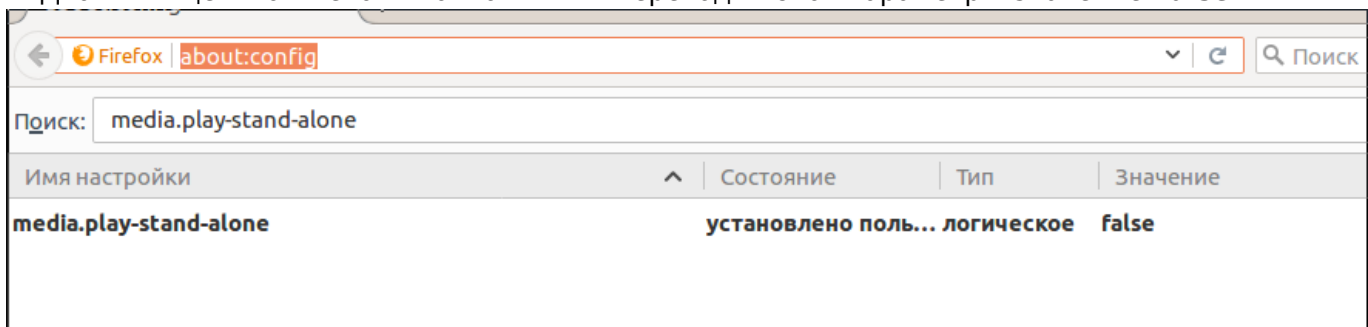 Firefox about:config Поиск
Поиск: media.play-stand-alone
Имя настройки Состояние Тип Значение
media.play-stand-alone установлено поль... логическое false